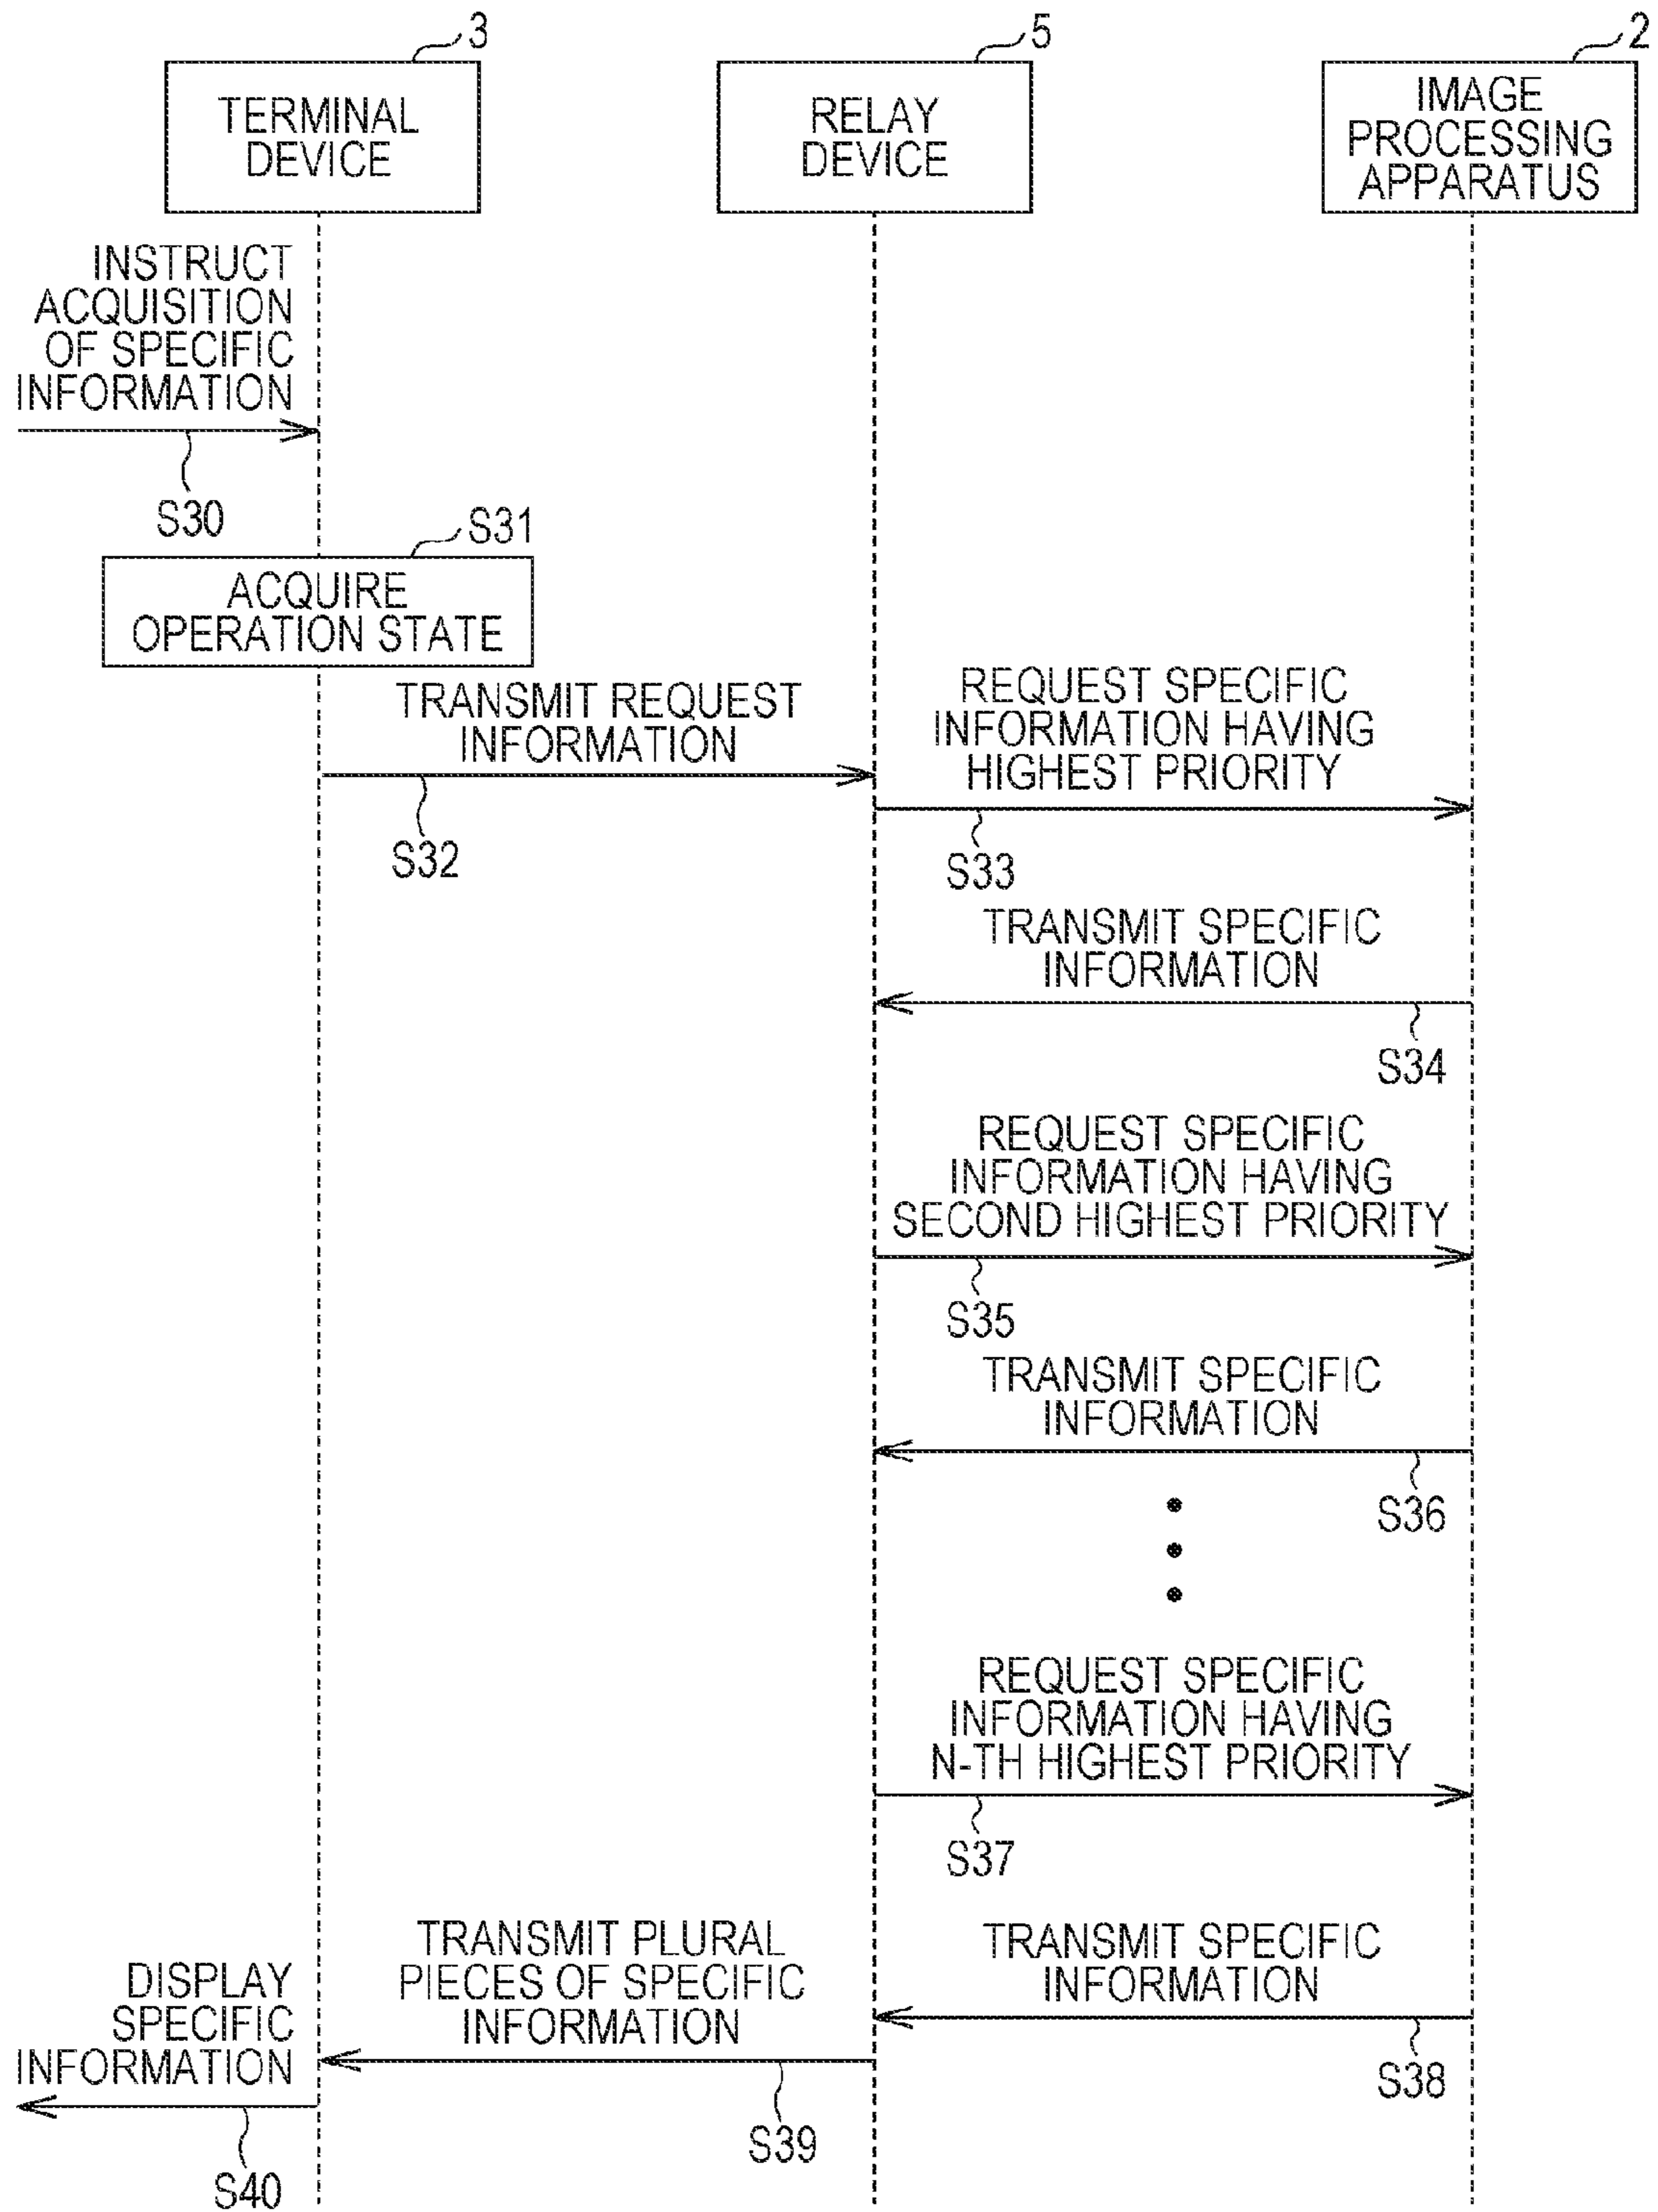 3
5
2
TERMINAL
DEVICE
RELAY
DEVICE
IMAGE
PROCESSING
APPARATUS
INSTRUCT
ACQUISITION
OF SPECIFIC
INFORMATION
S30
S31
ACQUIRE
OPERATION STATE
TRANSMIT REQUEST
INFORMATION
S32
REQUEST SPECIFIC
INFORMATION HAVING
HIGHEST PRIORITY
S33
TRANSMIT SPECIFIC
INFORMATION
S34
REQUEST SPECIFIC
INFORMATION HAVING
SECOND HIGHEST PRIORITY
S35
TRANSMIT SPECIFIC
INFORMATION
S36
REQUEST SPECIFIC
INFORMATION HAVING
N-TH HIGHEST PRIORITY
S37
TRANSMIT SPECIFIC
INFORMATION
S38
TRANSMIT PLURAL
PIECES OF SPECIFIC
INFORMATION
S39
DISPLAY
SPECIFIC
INFORMATION
S40